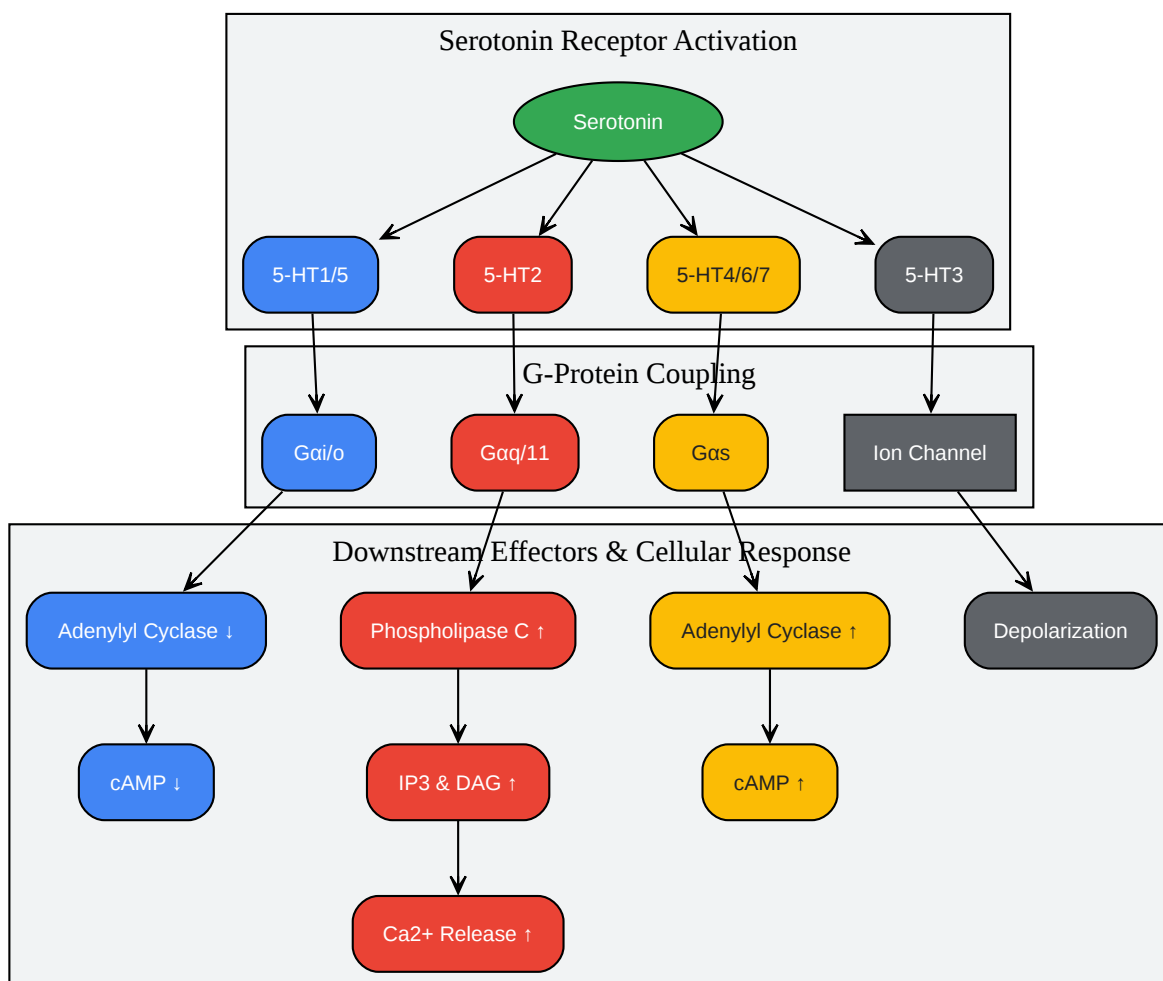 Serotonin Receptor Activation
Serotonin
5-HT1/5
5-HT2
5-HT4/6/7
5-HT3
G-Protein Coupling
Gαi/o
Gαq/11
Gαs
Ion Channel
Downstream Effectors & Cellular Response
Adenylyl Cyclase ↓
Phospholipase C ↑
Adenylyl Cyclase ↑
Depolarization
cAMP ↓
IP3 & DAG ↑
cAMP ↑
Ca2+ Release ↑